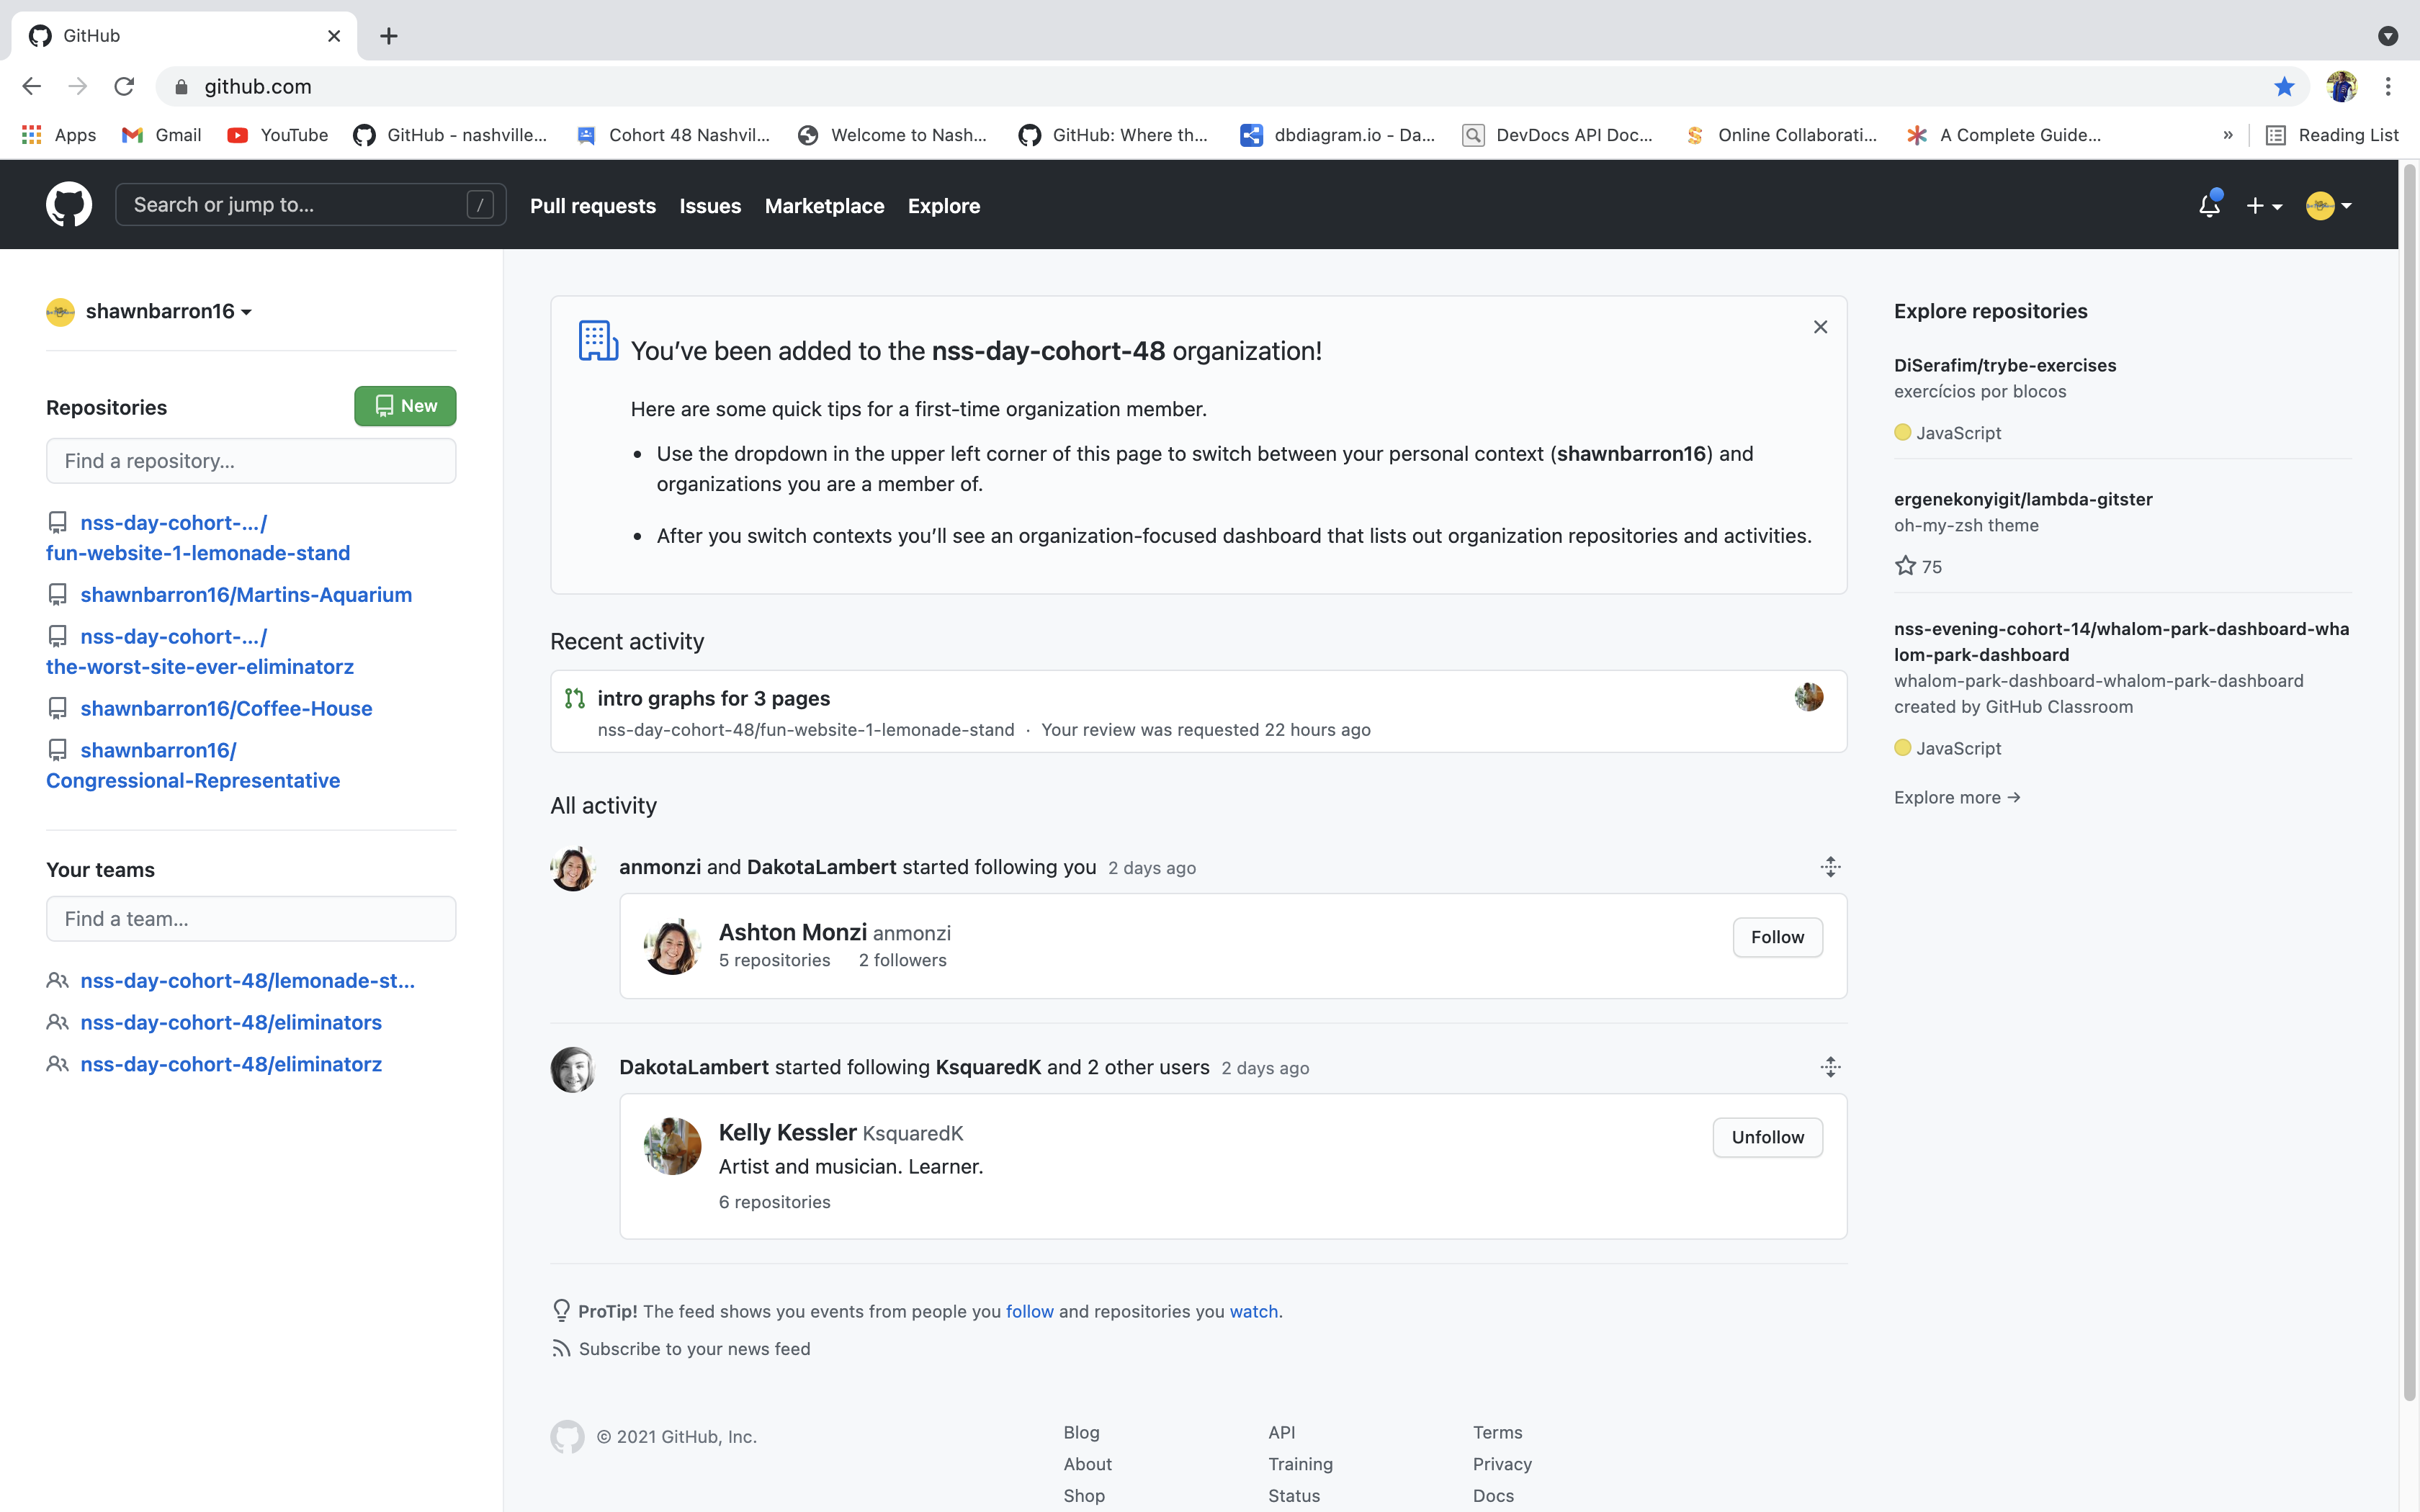 GitHub
github.com
Apps
Gmail
YouTube
GitHub - nashville...
Cohort 48 Nashvil...
Welcome to Nash...
GitHub: Where th...
dbdiagram.io - Da...
DevDocs API Doc...
Online Collaborati...
A Complete Guide...
»
Reading List
Search or jump to...
/
Pull requests
Issues
Marketplace
Explore
shawnbarron16
Repositories
New
Find a repository...
nss-day-cohort-.../
fun-website-1-lemonade-stand
shawnbarron16/Martins-Aquarium
nss-day-cohort-.../
the-worst-site-ever-eliminatorz
shawnbarron16/Coffee-House
shawnbarron16/
Congressional-Representative
Your teams
Find a team...
nss-day-cohort-48/lemonade-st...
nss-day-cohort-48/eliminators
nss-day-cohort-48/eliminatorz
You’ve been added to the nss-day-cohort-48 organization!
Here are some quick tips for a first-time organization member.
• Use the dropdown in the upper left corner of this page to switch between your personal context (shawnbarron16) and
organizations you are a member of.
• After you switch contexts you’ll see an organization-focused dashboard that lists out organization repositories and activities.
Recent activity
intro graphs for 3 pages
nss-day-cohort-48/fun-website-1-lemonade-stand · Your review was requested 22 hours ago
All activity
anmonzi and DakotaLambert started following you 2 days ago
Ashton Monzi anmonzi
5 repositories 2 followers
Follow
DakotaLambert started following KsquaredK and 2 other users 2 days ago
Kelly Kessler KsquaredK
Artist and musician. Learner.
6 repositories
Unfollow
ProTip! The feed shows you events from people you follow and repositories you watch.
Subscribe to your news feed
Explore repositories
DiSerafim/trybe-exercises
exercícios por blocos
JavaScript
ergenekonyigit/lambda-gitster
oh-my-zsh theme
75
nss-evening-cohort-14/whalom-park-dashboard-wha
lom-park-dashboard
whalom-park-dashboard-whalom-park-dashboard
created by GitHub Classroom
JavaScript
Explore more →
© 2021 GitHub, Inc.
Blog
About
Shop
API
Training
Status
Terms
Privacy
Docs